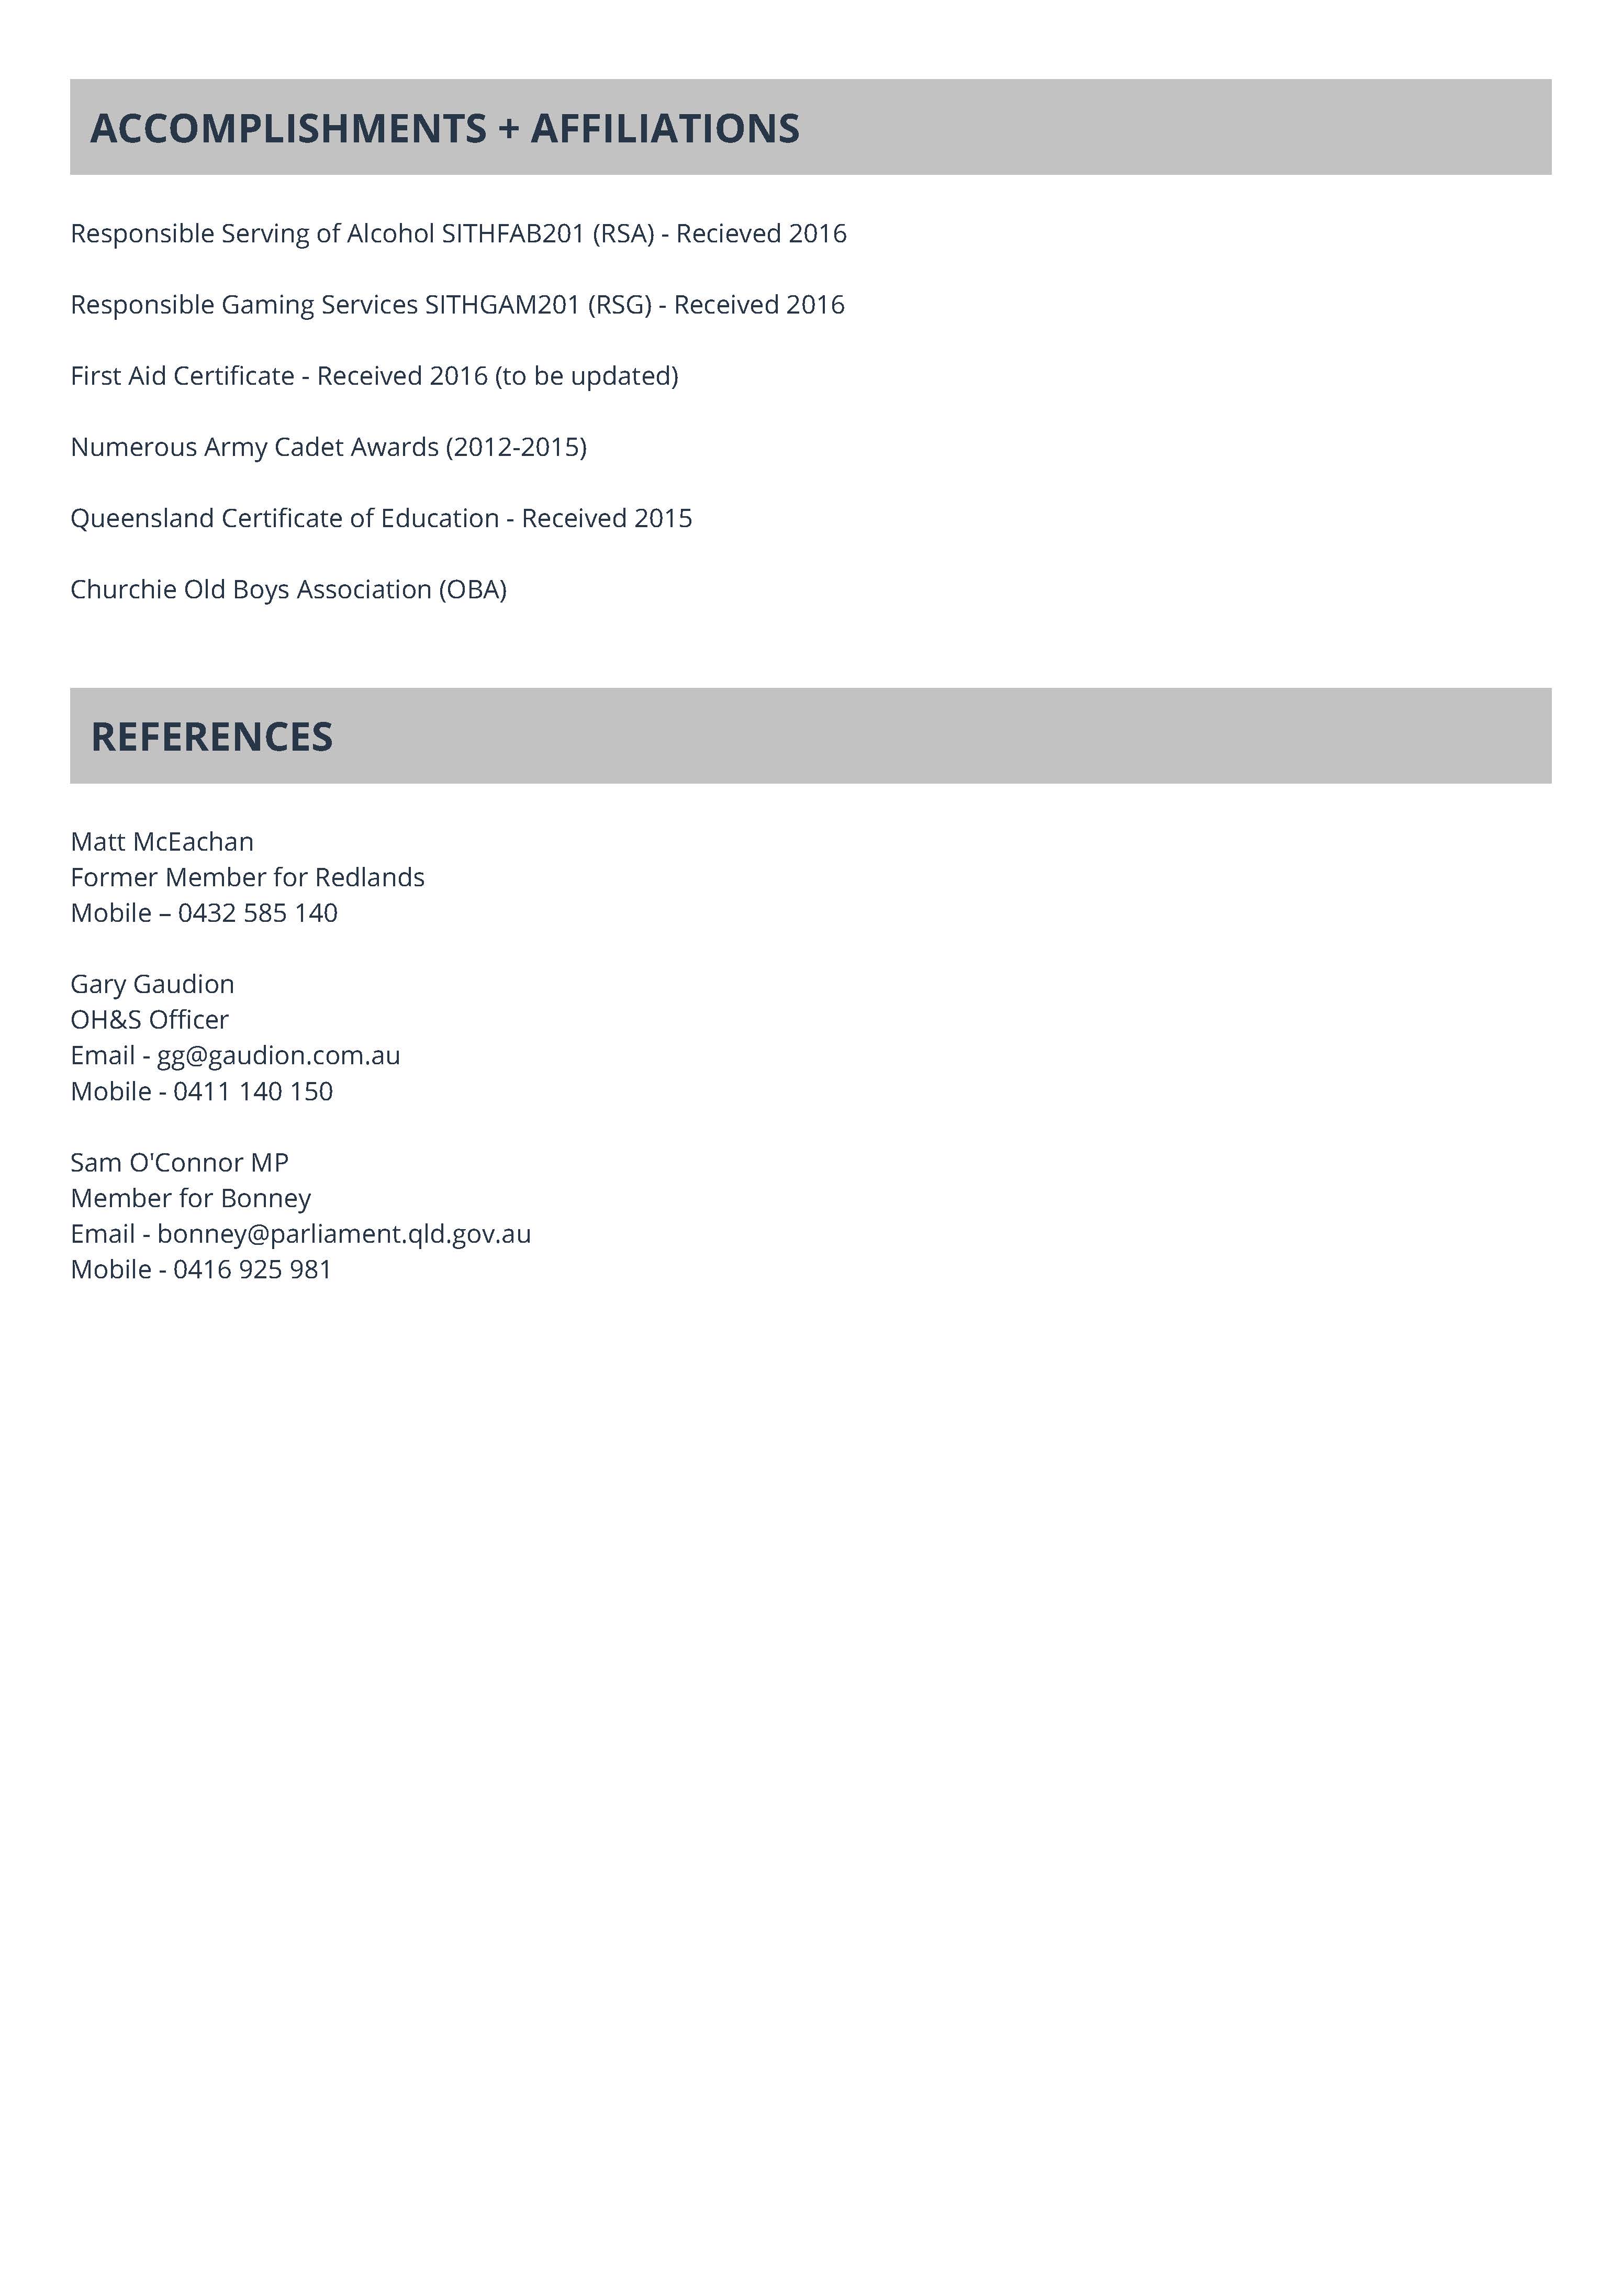 ACCOMPLISHMENTS + AFFILIATIONS
Responsible Serving of Alcohol SITHFAB201 (RSA) - Recieved 2016
Responsible Gaming Services SITHGAM201 (RSG) - Received 2016
First Aid Certificate - Received 2016 (to be updated)
Numerous Army Cadet Awards (2012-2015)
Queensland Certificate of Education - Received 2015
Churchie Old Boys Association (OBA)
REFERENCES
Matt McEachan
Former Member for Redlands
Mobile – 0432 585 140
Gary Gaudion
OH&S Officer
Email - gg@gaudion.com.au
Mobile - 0411 140 150
Sam O'Connor MP
Member for Bonney
Email - bonney@parliament.qld.gov.au
Mobile - 0416 925 981